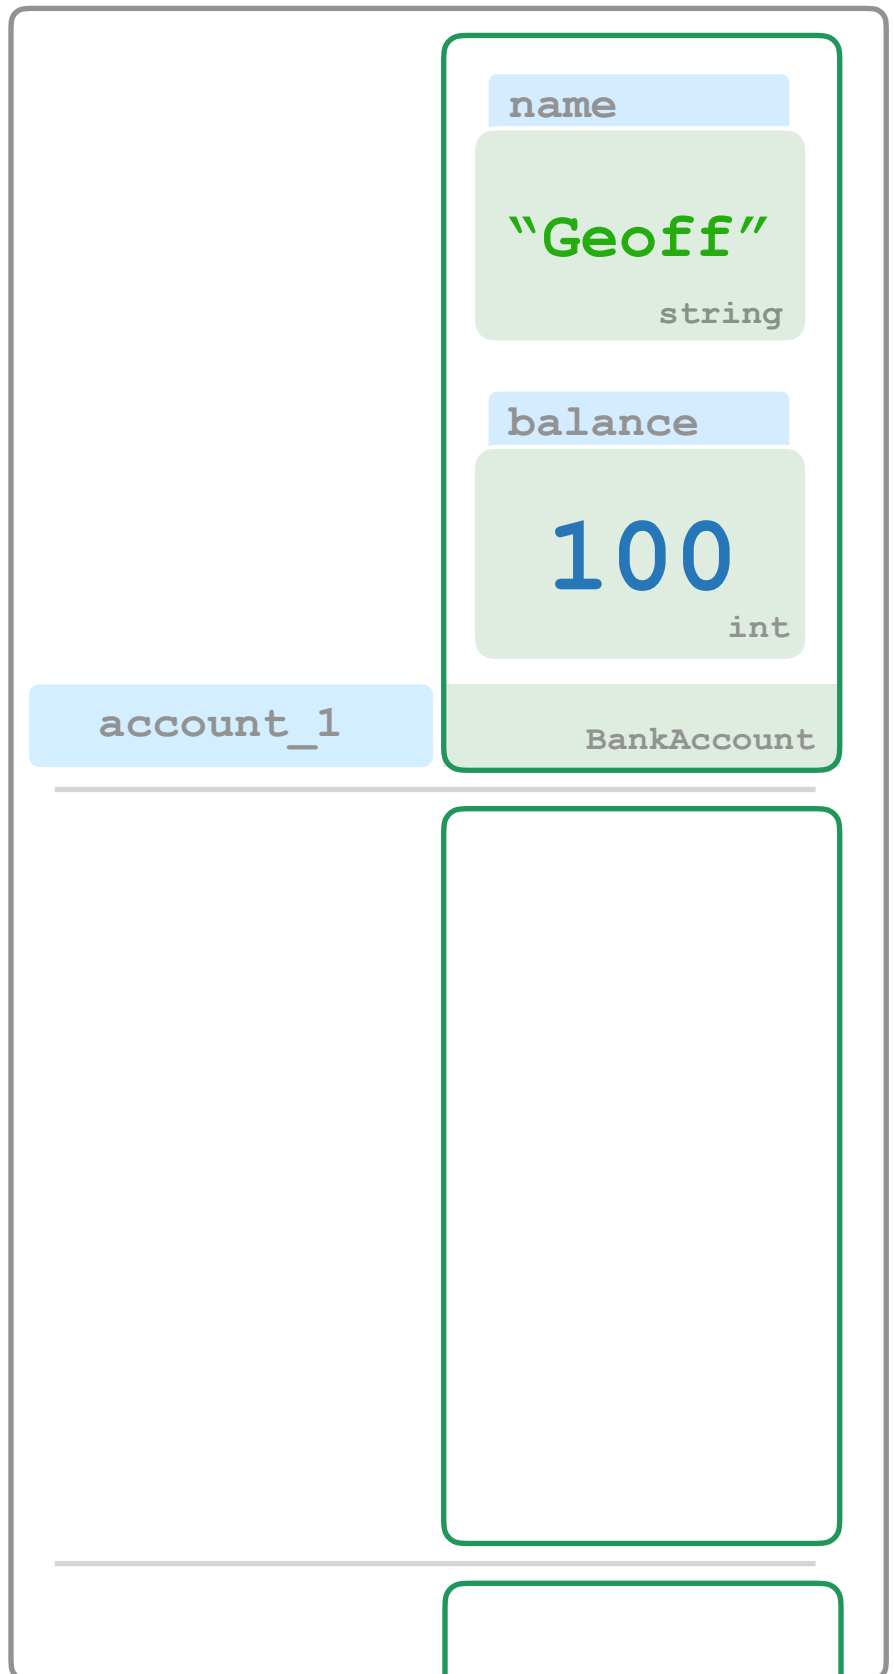 name
“Geoff”
string
balance
100
int
account_1
BankAccount